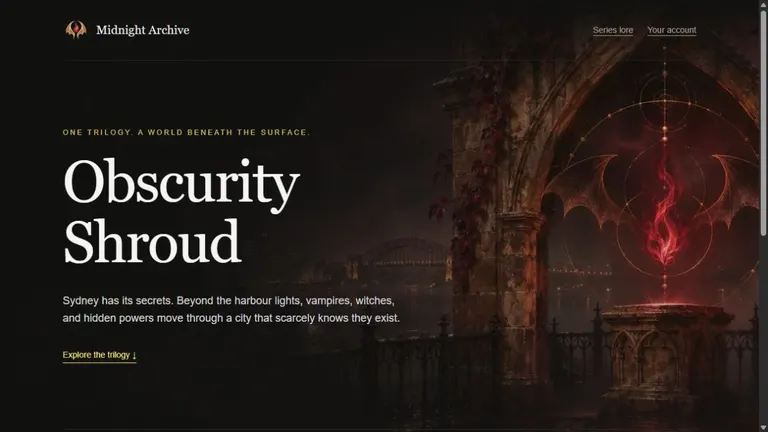 Midnight Archive
Series lore
Your account
ONE TRILOGY. A WORLD BENEATH THE SURFACE.
Obscurity
Shroud
Sydney has its secrets. Beyond the harbour lights, vampires, witches,
and hidden powers move through a city that scarcely knows they exist.
Explore the trilogy ↓